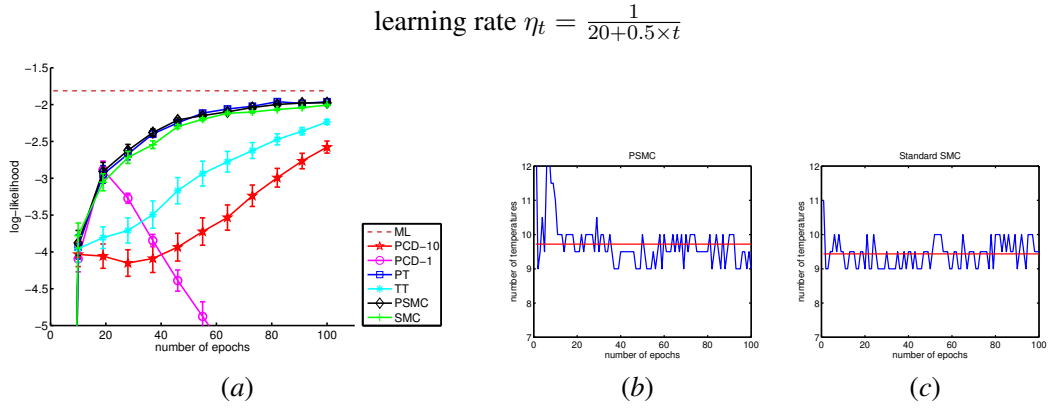 learning rate η_t = 1/(20+0.5×t)
−1.5
−2
−2.5
−3
−3.5
−4
−4.5
−5
0 20 40 60 80 100
log−likelihood
number of epochs
ML
PCD−10
PCD−1
PT
TT
PSMC
SMC
(a)
PSMC
12
11
10
9
8
7
0 20 40 60 80 100
number of temperatures
number of epochs
(b)
Standard SMC
12
11
10
9
8
7
0 20 40 60 80 100
number of temperatures
number of epochs
(c)